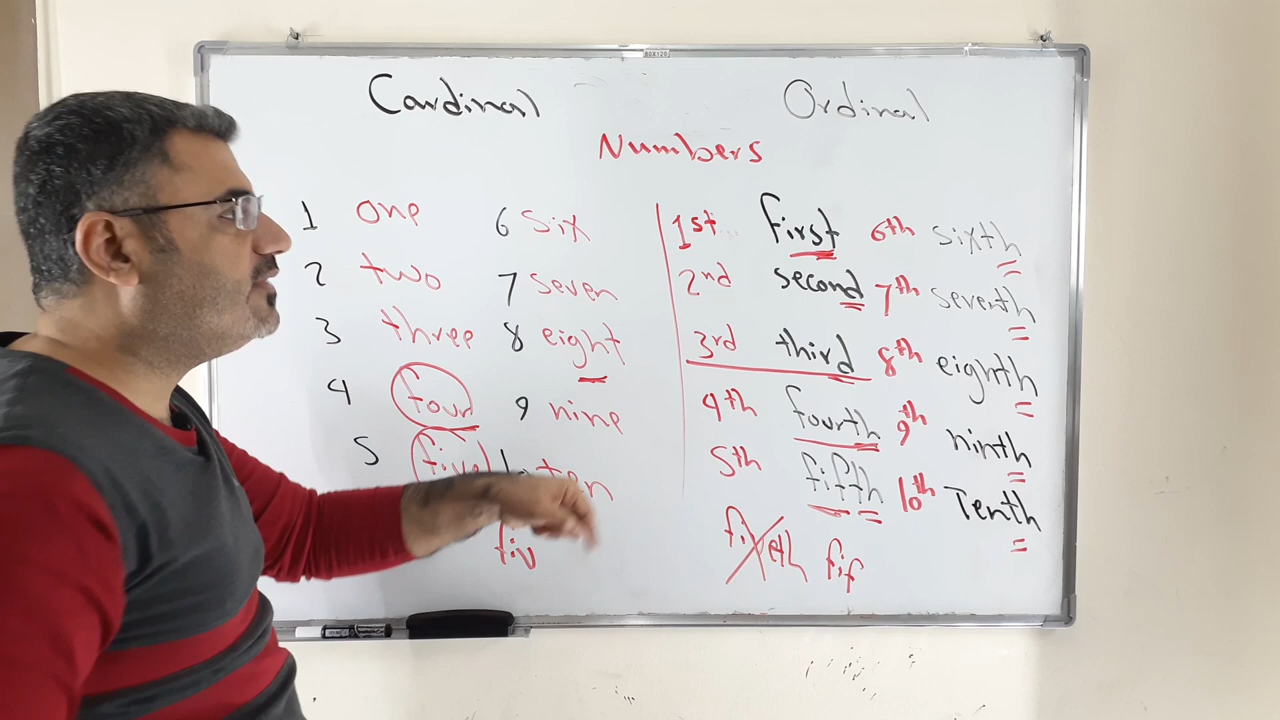 80X120
Cardinal Ordinal
Numbers
1 one 6 six 1st first 6th sixth
2 two 7 seven 2nd second 7th seventh
3 three 8 eight 3rd third 8th eighth
4 four 9 nine 4th fourth 9th ninth
5 five ten 5th fifth 10th Tenth
fiv fiveth fif